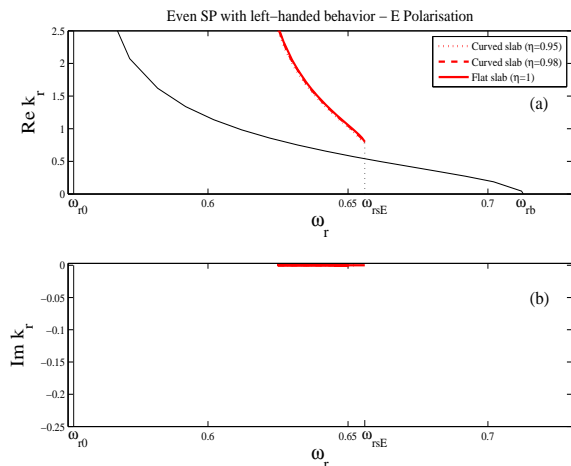 Even SP with left-handed behavior – E Polarisation
2.5
2
1.5
1
0.5
0
Re k_r
Curved slab (η=0.95)
Curved slab (η=0.98)
Flat slab (η=1)
(a)
ω_r0
0.6
0.65
ω_rsE
0.7
ω_rb
ω_r
0
−0.05
−0.1
−0.15
−0.2
−0.25
Im k_r
(b)
ω_r0
0.6
0.65
ω_rsE
0.7
ω_r